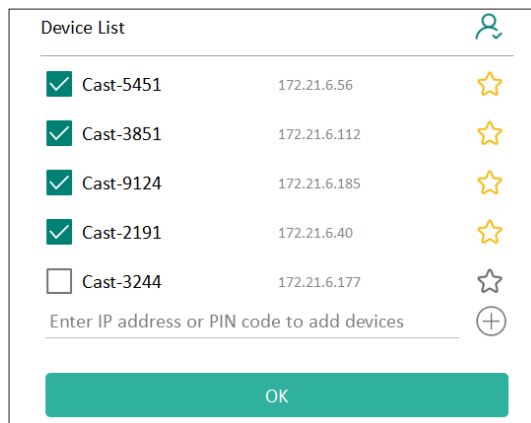 Device List
Cast-5451 172.21.6.56
Cast-3851 172.21.6.112
Cast-9124 172.21.6.185
Cast-2191 172.21.6.40
Cast-3244 172.21.6.177
Enter IP address or PIN code to add devices
OK